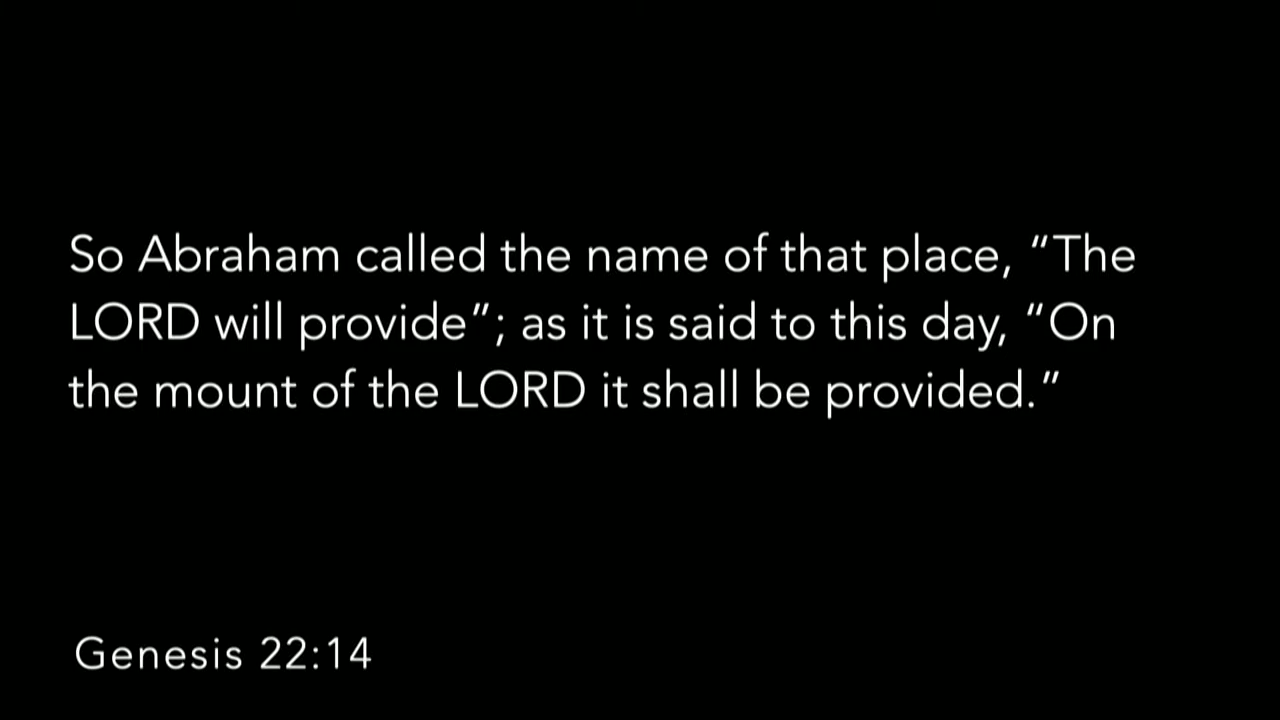 So Abraham called the name of that place, “The
LORD will provide”; as it is said to this day, “On
the mount of the LORD it shall be provided.”
Genesis 22:14